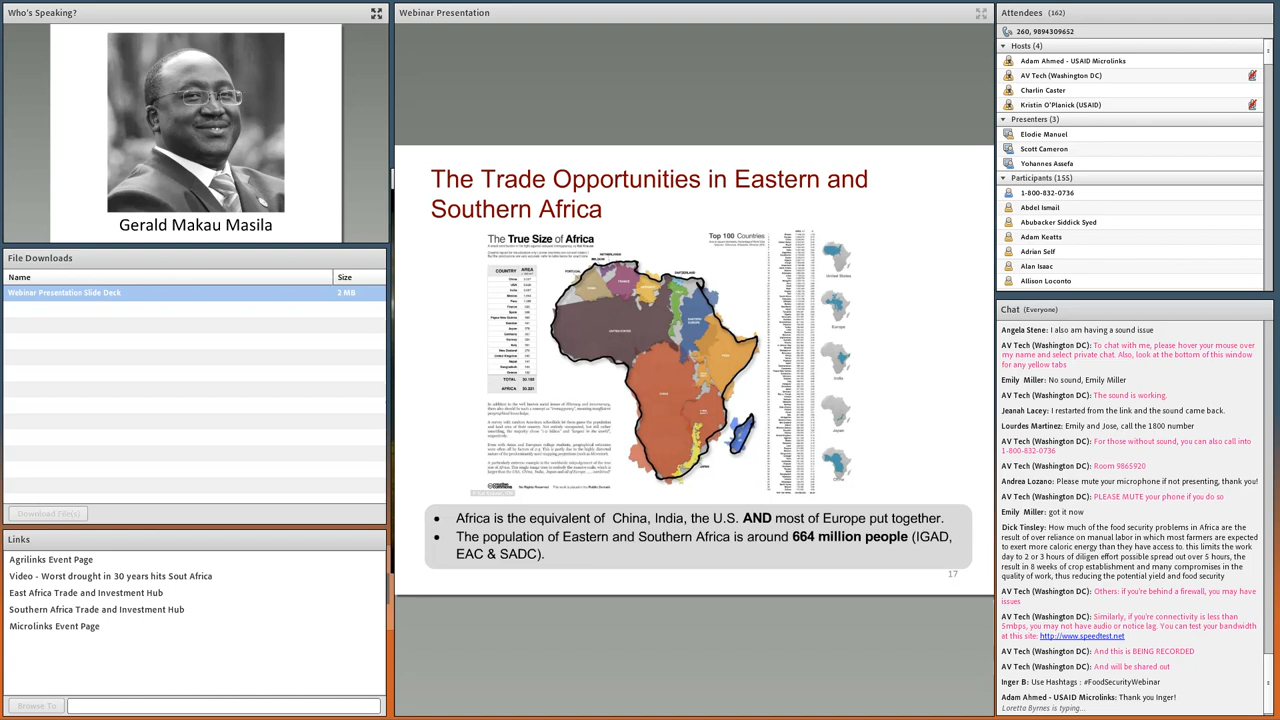 Who's Speaking?
Gerald Makau Masila
File Downloads
Name Size
Webinar Presentation Slide Deck 2 MB
Download File(s)
Links
Agrilinks Event Page
Video - Worst drought in 30 years hits Sout Africa
East Africa Trade and Investment Hub
Southern Africa Trade and Investment Hub
Microlinks Event Page
Browse To
Webinar Presentation
The Trade Opportunities in Eastern and
Southern Africa
The True Size of Africa
Top 100 Countries
COUNTRY AREA
TOTAL
AFRICA
United States
Europe
India
Japan
China
• Africa is the equivalent of China, India, the U.S. AND most of Europe put together.
• The population of Eastern and Southern Africa is around 664 million people (IGAD,
EAC & SADC).
17
Attendees (162)
260, 9894309652
Hosts (4)
Adam Ahmed - USAID Microlinks
AV Tech (Washington DC)
Charlin Caster
Kristin O'Planick (USAID)
Presenters (3)
Elodie Manuel
Scott Cameron
Yohannes Assefa
Participants (155)
1-800-832-0736
Abdel Ismail
Abubacker Siddick Syed
Adam Keatts
Adrian Self
Alan Isaac
Allison Loconto
Chat (Everyone)
Angela Stene: I also am having a sound issue
AV Tech (Washington DC): To chat with me, please hover your mouse over
my name and select private chat. Also, look at the bottom of this window
for any yellow tabs
Emily Miller: No sound, Emily Miller
AV Tech (Washington DC): The sound is working.
Jeanah Lacey: I restarted from the link and the sound came back.
Lourdes Martinez: Emily and Jose, call the 1800 number
AV Tech (Washington DC): For those without sound, you can also call into
1-800-832-0736
AV Tech (Washington DC): Room 9865920
Andrea Lozano: Please mute your microphone if not presenting, thank you!
AV Tech (Washington DC): PLEASE MUTE your phone if you do so
Emily Miller: got it now
Dick Tinsley: How much of the food security problems in Africa are the
result of over reliance on manual labor in which most farmers are expected
to exert more caloric energy than they have access to. this limits the work
day to 2 or 3 hours of diligen effort possible spread out over 5 hours, the
result in 8 weeks of crop establishment and many compromises in the
quality of work, thus reducing the potential yield and food security
AV Tech (Washington DC): Others: if you're behind a firewall, you may have
issues
AV Tech (Washington DC): Similarly, if you're connectivity is less than
5mbps, you may not have audio or notice lag. You can test your bandwidth
at this site: http://www.speedtest.net
AV Tech (Washington DC): And this is BEING RECORDED
AV Tech (Washington DC): And will be shared out
Inger B: Use Hashtags : #FoodSecurityWebinar
Adam Ahmed - USAID Microlinks: Thank you Inger!
Loretta Byrnes is typing...